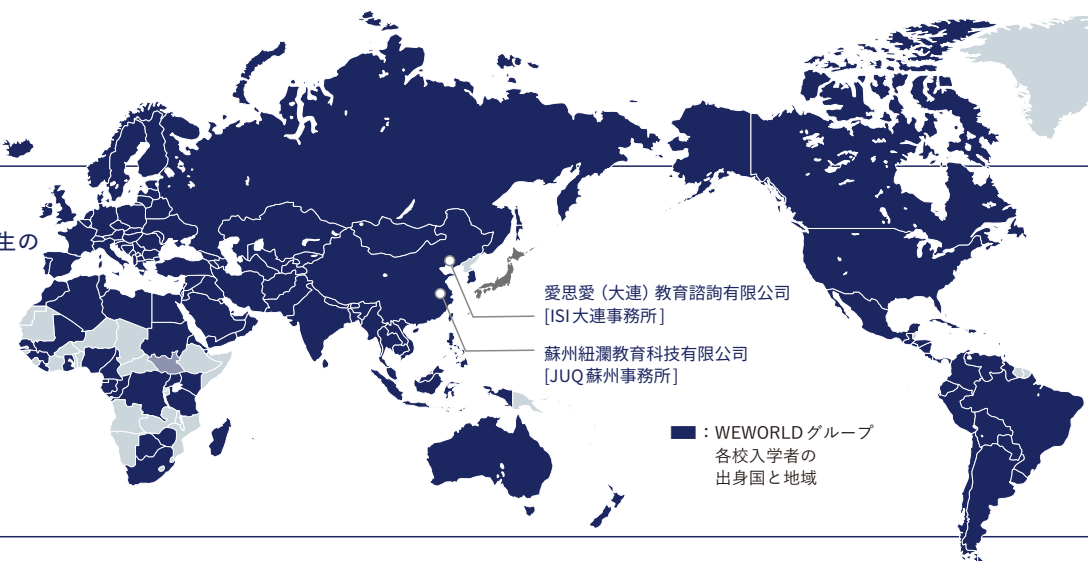 生の
愛思愛（大連）教育諮詢有限公司
[ISI大連事務所]
蘇州紐瀾教育科技有限公司
[JUQ蘇州事務所]
：WEWORLDグループ
各校入学者の
出身国と地域